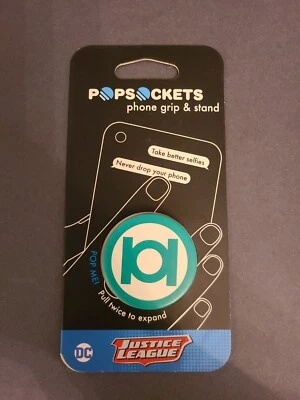 POPSOCKETS
phone grip & stand
Take better selfies
Never drop your phone
POP ME!
Pull twice to expand
DC
JUSTICE
LEAGUE